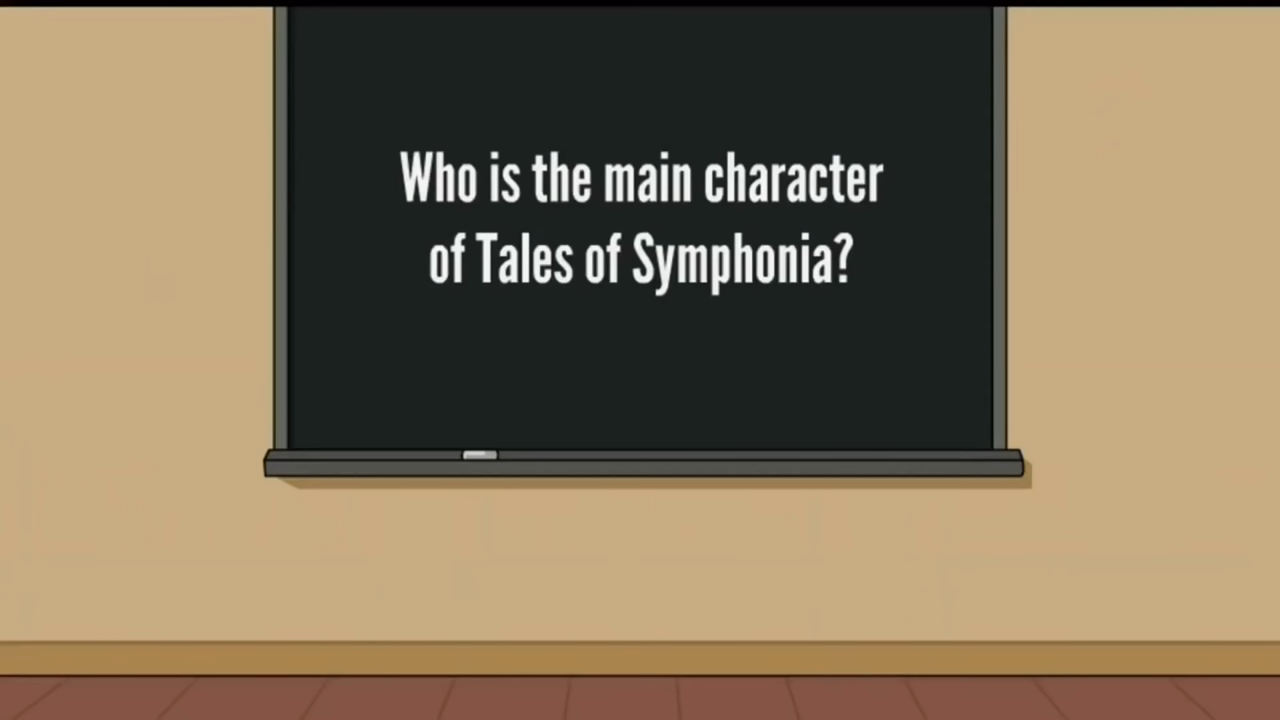 Who is the main character
of Tales of Symphonia?